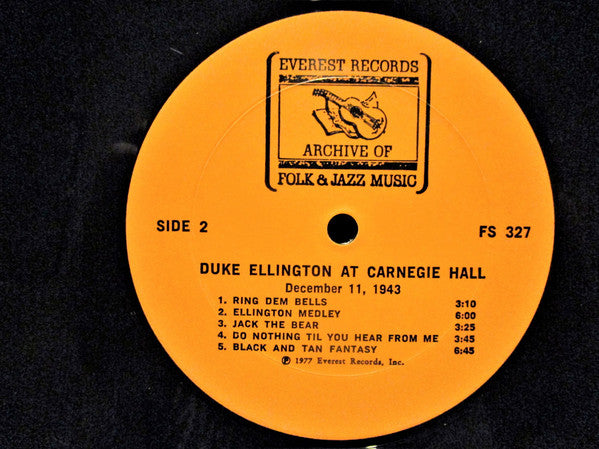 EVEREST RECORDS
ARCHIVE OF
FOLK & JAZZ MUSIC
SIDE 2
FS 327
DUKE ELLINGTON AT CARNEGIE HALL
December 11, 1943
1. RING DEM BELLS 3:10
2. ELLINGTON MEDLEY 6:00
3. JACK THE BEAR 3:25
4. DO NOTHING TIL YOU HEAR FROM ME 3:45
5. BLACK AND TAN FANTASY 6:45
℗ 1977 Everest Records, Inc.